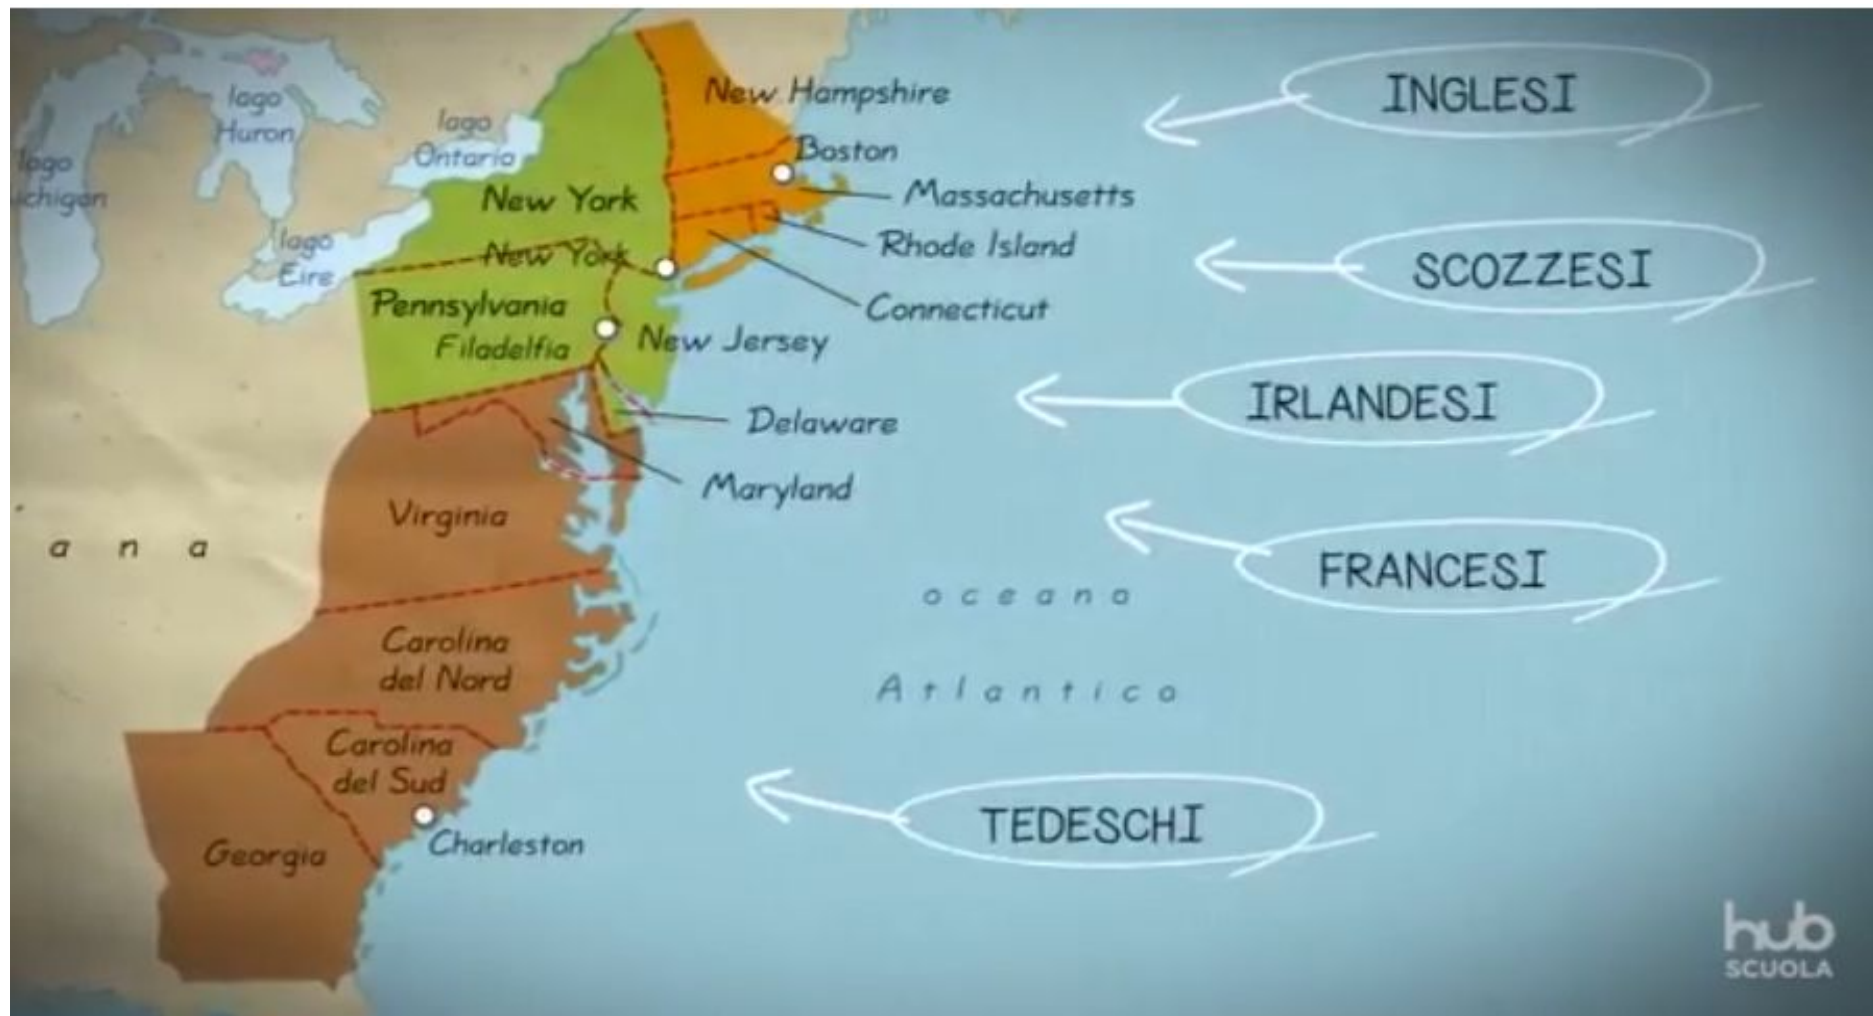 New Hampshire
INGLESI
lago
Huron
lago
Ontario
Boston
lago
ichigan
New York
Massachusetts
lago
Eire
New York
Rhode Island
SCOZZESI
Pennsylvania
Connecticut
Filadelfia
New Jersey
IRLANDESI
Delaware
Maryland
Virginia
a n a
FRANCESI
oceano
Carolina
del Nord
Atlantico
Carolina
del Sud
TEDESCHI
Charleston
Georgia
hub
SCUOLA